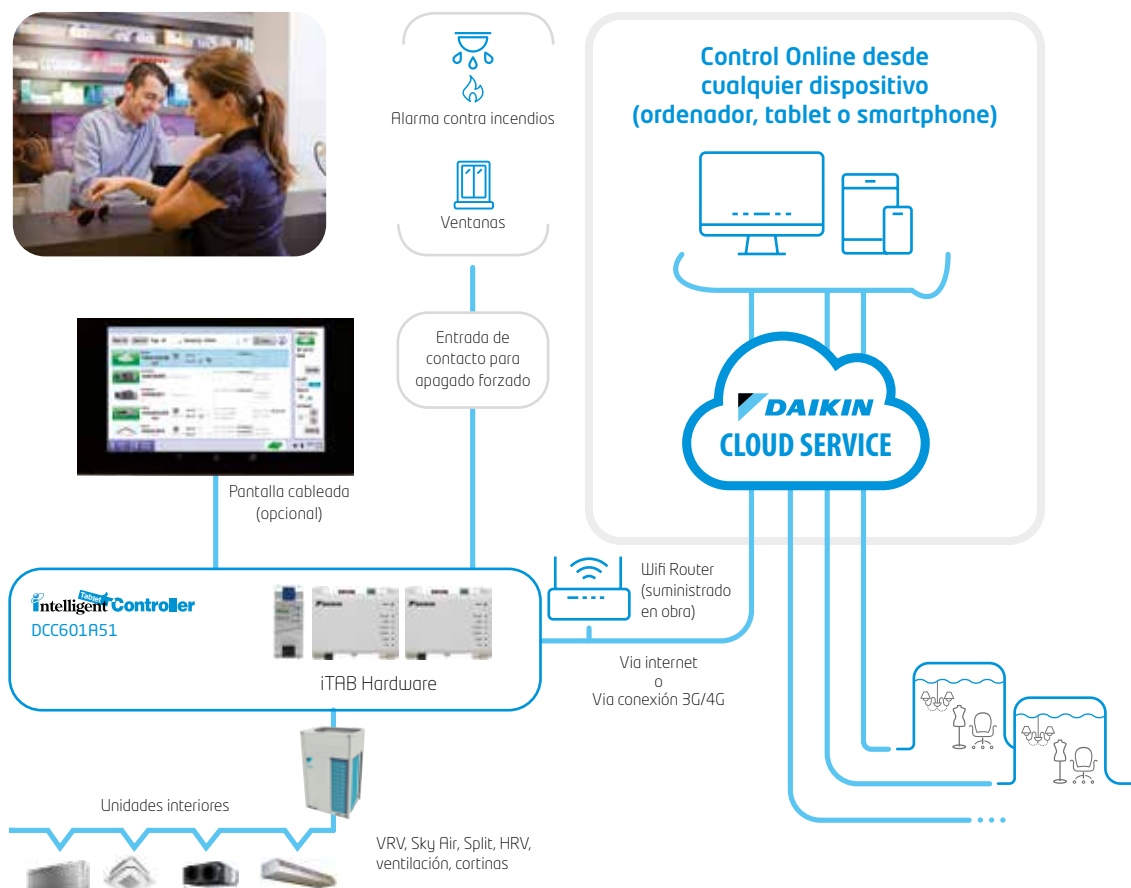 Alarma contra incendios
Ventanas
Entrada de
contacto para
apagado forzado
Control Online desde
cualquier dispositivo
(ordenador, tablet o smartphone)
DAIKIN
CLOUD SERVICE
Pantalla cableada
(opcional)
intelligent Tablet Controller
DCC601A51
iTAB Hardware
Wifi Router
(suministrado
en obra)
Via internet
o
Via conexión 3G/4G
Unidades interiores
VRV, Sky Air, Split, HRV,
ventilación, cortinas